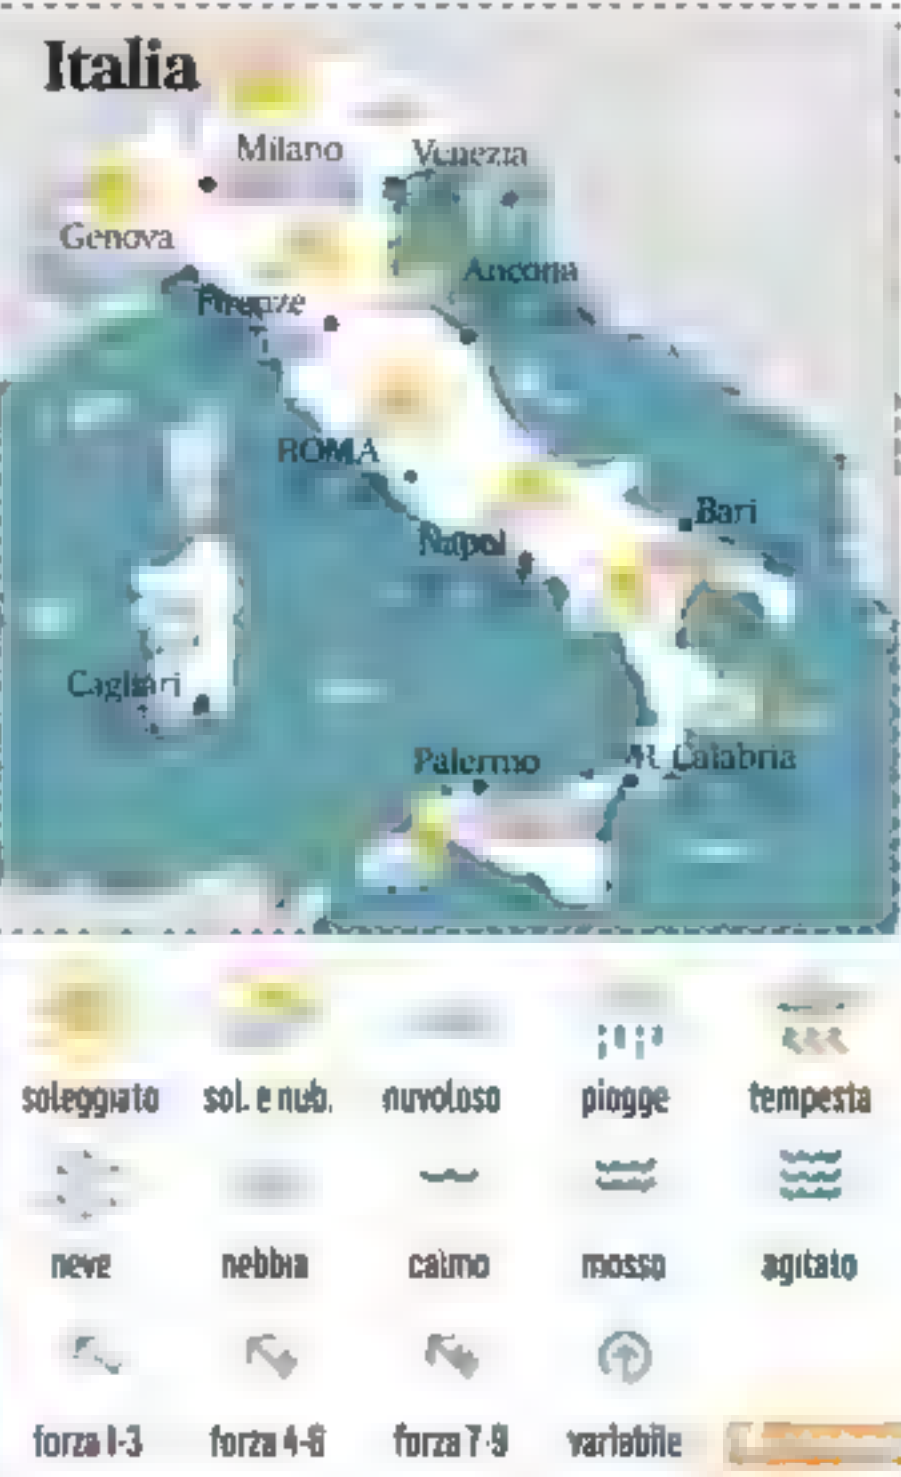 Italia
Milano
Venezia
Genova
Ancona
Firenze
ROMA
Bari
Napoli
Cagliari
Palermo
R. Calabria
soleggiato sol. e nub. nuvoloso piogge tempesta
neve nebbia calmo mosso agitato
forza 1-3 forza 4-6 forza 7-9 variabile